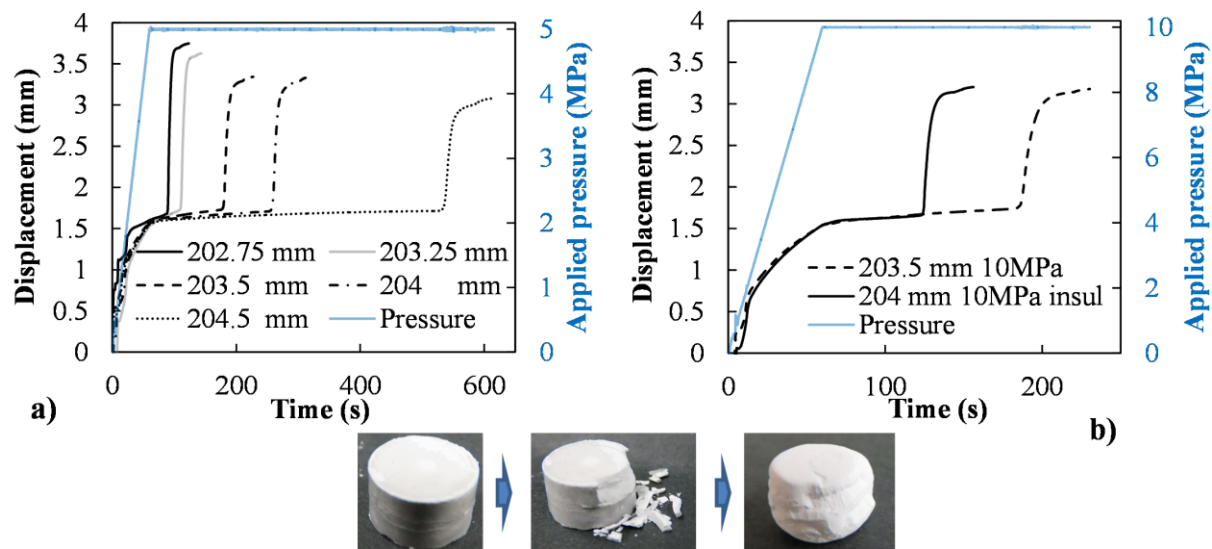 4
3.5
3
2.5
2
1.5
1
0.5
0
Displacement (mm)
0 200 400 600
Time (s)
5
4
3
2
1
0
Applied pressure (MPa)
202.75 mm 203.25 mm
203.5 mm 204 mm
204.5 mm Pressure
a)
4
3.5
3
2.5
2
1.5
1
0.5
0
Displacement (mm)
0 100 200
Time (s)
10
8
6
4
2
0
Applied pressure (MPa)
203.5 mm 10MPa
204 mm 10MPa insul
Pressure
b)